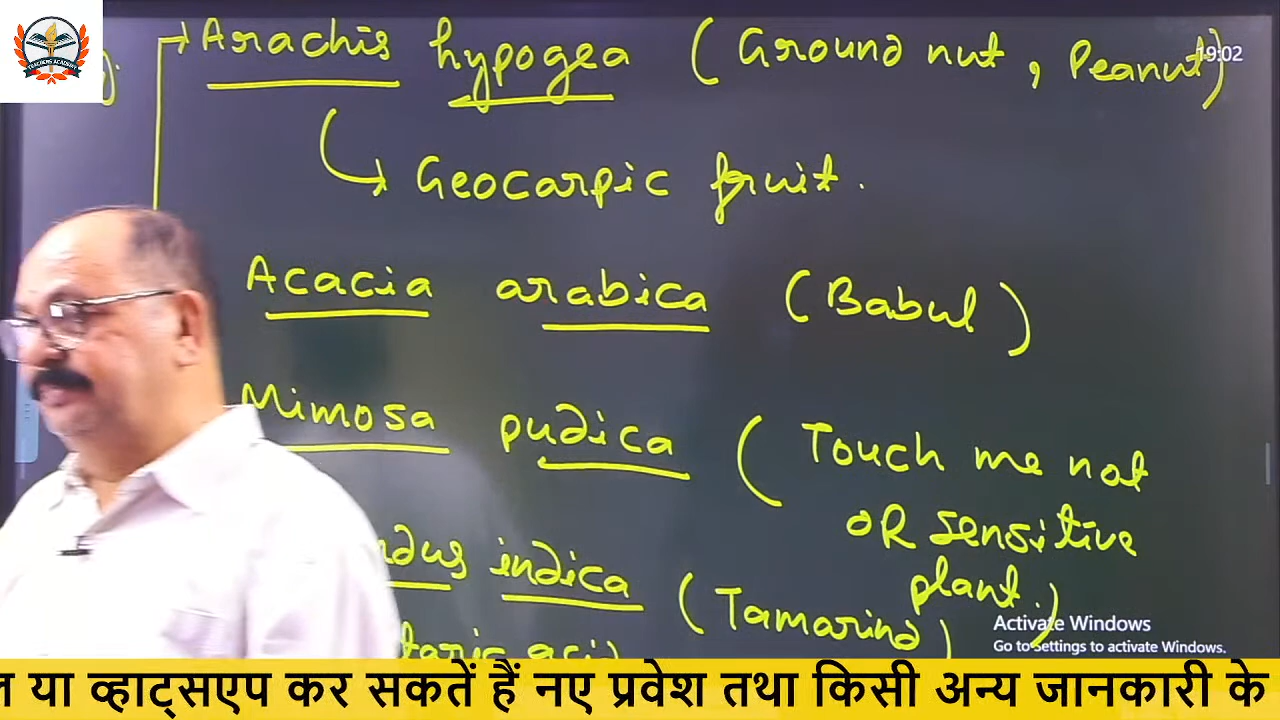 TEACHERS ACADEMY
Arachis hypogea (Ground nut, Peanut)
19:02
Geocarpic fruit.
Acacia arabica (Babul)
Mimosa pudica (Touch me not
OR sensitive
plant.)
indica (Tamarind)
Activate Windows
Go to Settings to activate Windows.
या व्हाट्सएप कर सकतें हैं नए प्रवेश तथा किसी अन्य जानकारी के